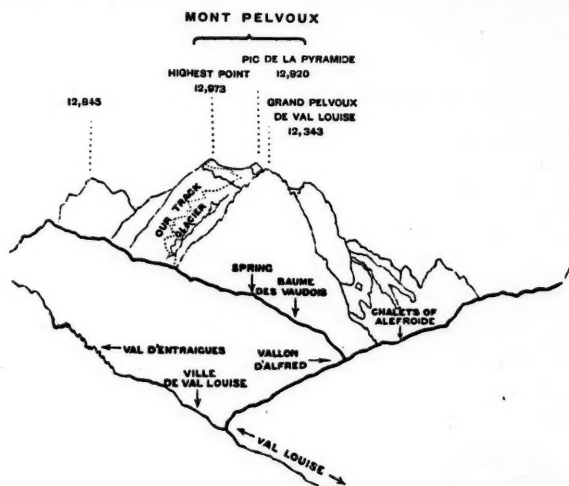 MONT PELVOUX
PIC DE LA PYRAMIDE
12,920
HIGHEST POINT
12,973
12,845
GRAND PELVOUX
DE VAL LOUISE
12,343
OUR TRACK
GLACIER
SPRING
BAUME
DES VAUDOIS
CHALETS OF
ALEFROIDE
VAL D'ENTRAIGUES
VALLON
D'ALFRED
VILLE
DE VAL LOUISE
VAL LOUISE